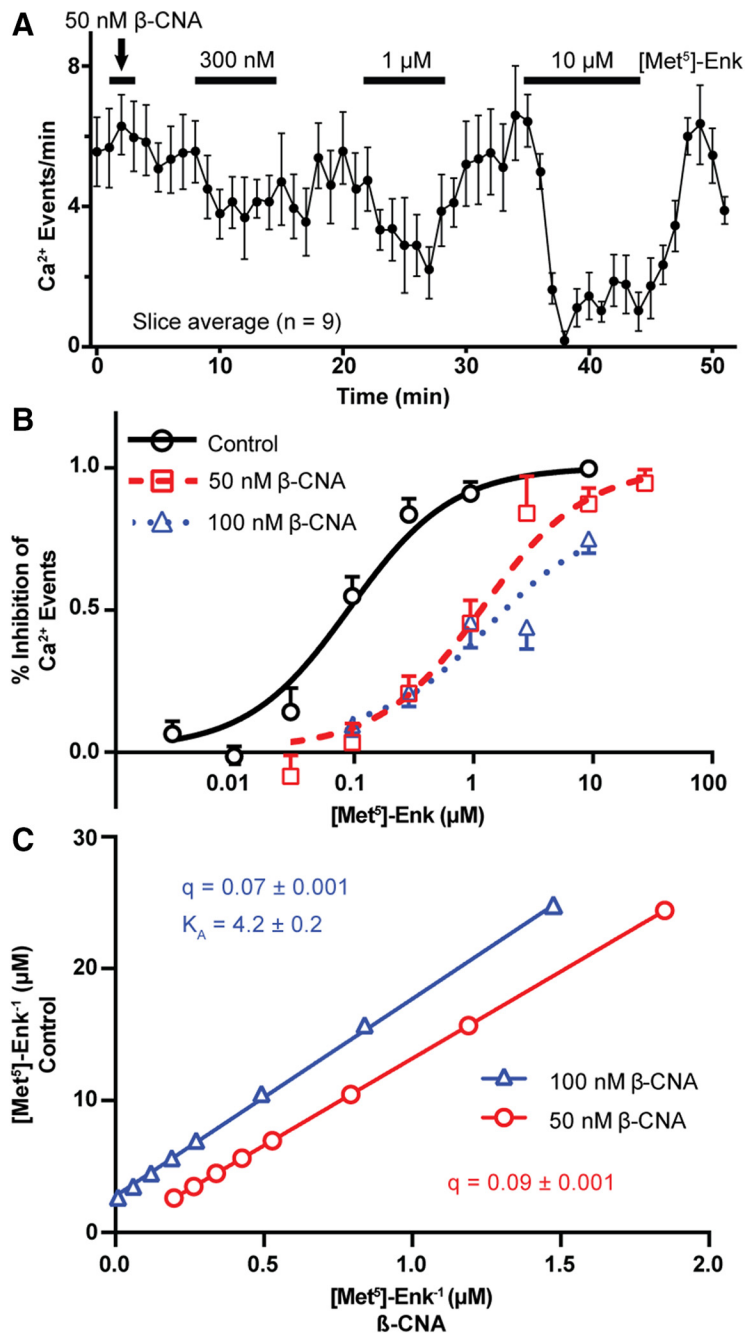 A
50 nM β-CNA
300 nM
1 µM
10 µM
[Met⁵]-Enk
8
4
0
Ca²⁺ Events/min
Slice average (n = 9)
0
10
20
30
40
50
Time (min)
B
Control
50 nM β-CNA
100 nM β-CNA
1.0
0.5
0.0
% Inhibition of
Ca²⁺ Events
0.01
0.1
1
10
100
[Met⁵]-Enk (µM)
C
30
20
10
0
[Met⁵]-Enk⁻¹ (µM)
Control
q = 0.07 ± 0.001
K_A = 4.2 ± 0.2
100 nM β-CNA
50 nM β-CNA
q = 0.09 ± 0.001
0.0
0.5
1.0
1.5
2.0
[Met⁵]-Enk⁻¹ (µM)
ß-CNA